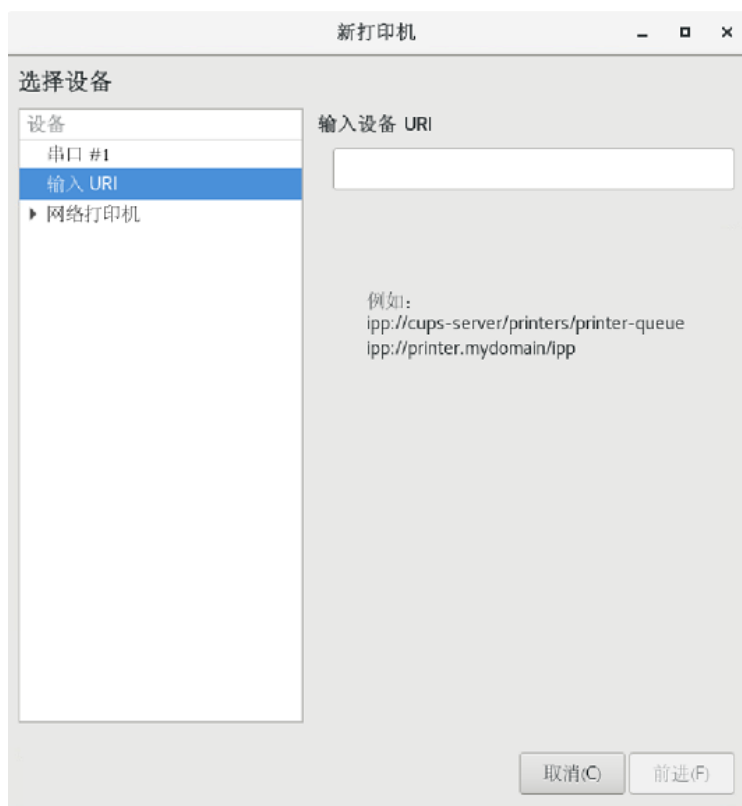 新打印机
选择设备
设备
串口 #1
输入 URI
网络打印机
输入设备 URI
例如：
ipp://cups-server/printers/printer-queue
ipp://printer.mydomain/ipp
取消(C)
前进(F)